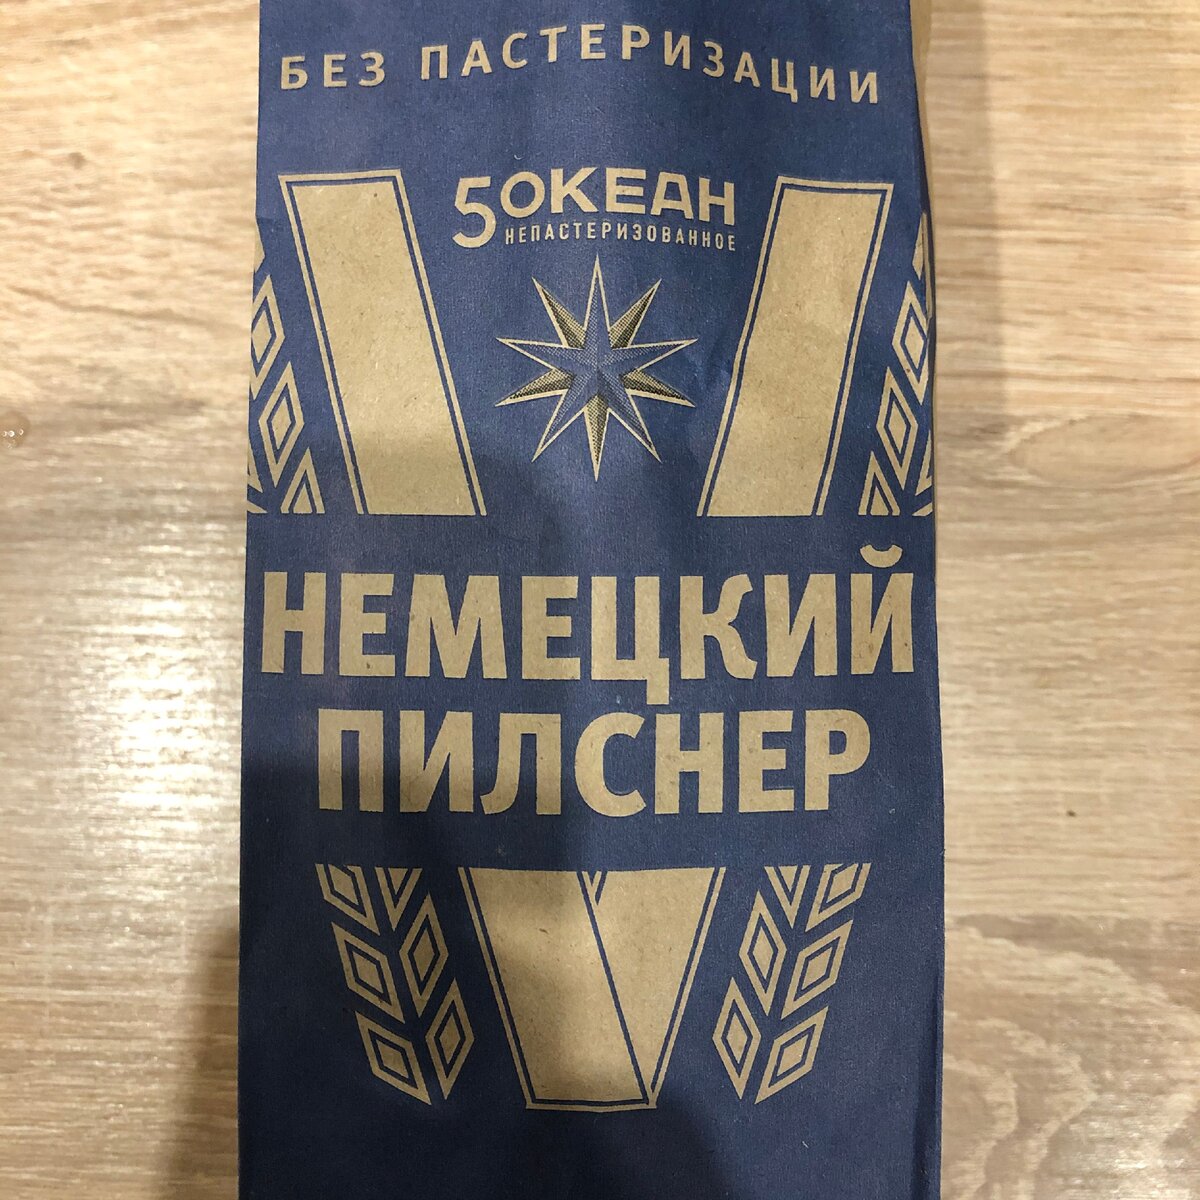 БЕЗ ПАСТЕРИЗАЦИИ
5ОКЕАН
НЕПАСТЕРИЗОВАННОЕ
НЕМЕЦКИЙ
ПИЛСНЕР